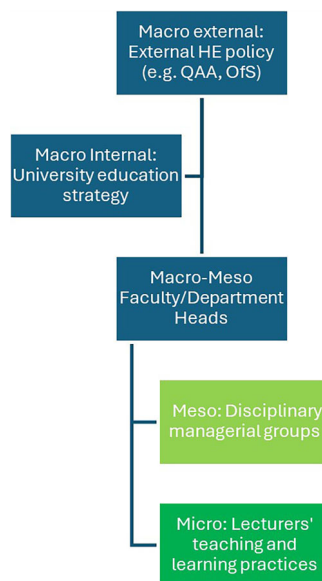 Macro external:
External HE policy
(e.g. QAA, OfS)
Macro Internal:
University education
strategy
Macro-Meso
Faculty/Department
Heads
Meso: Disciplinary
managerial groups
Micro: Lecturers'
teaching and
learning practices